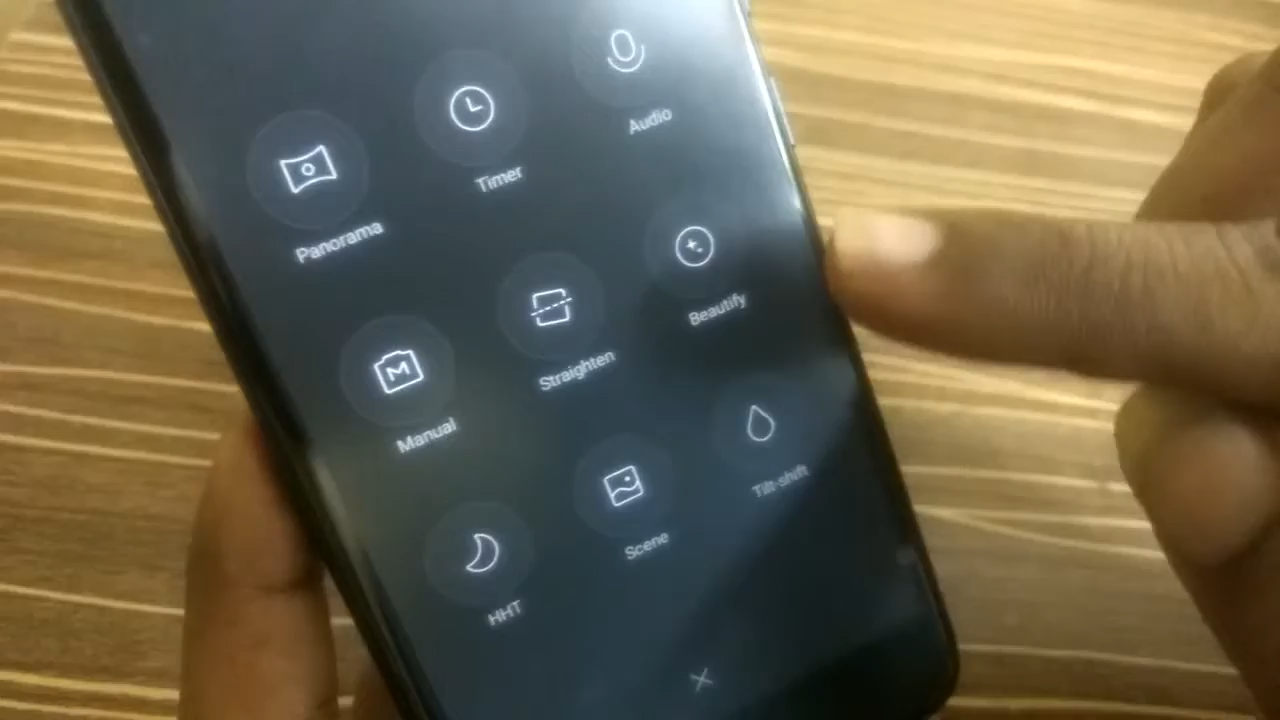 Panorama
Timer
Audio
Manual
Straighten
Beautify
HHT
Scene
Tilt-shift